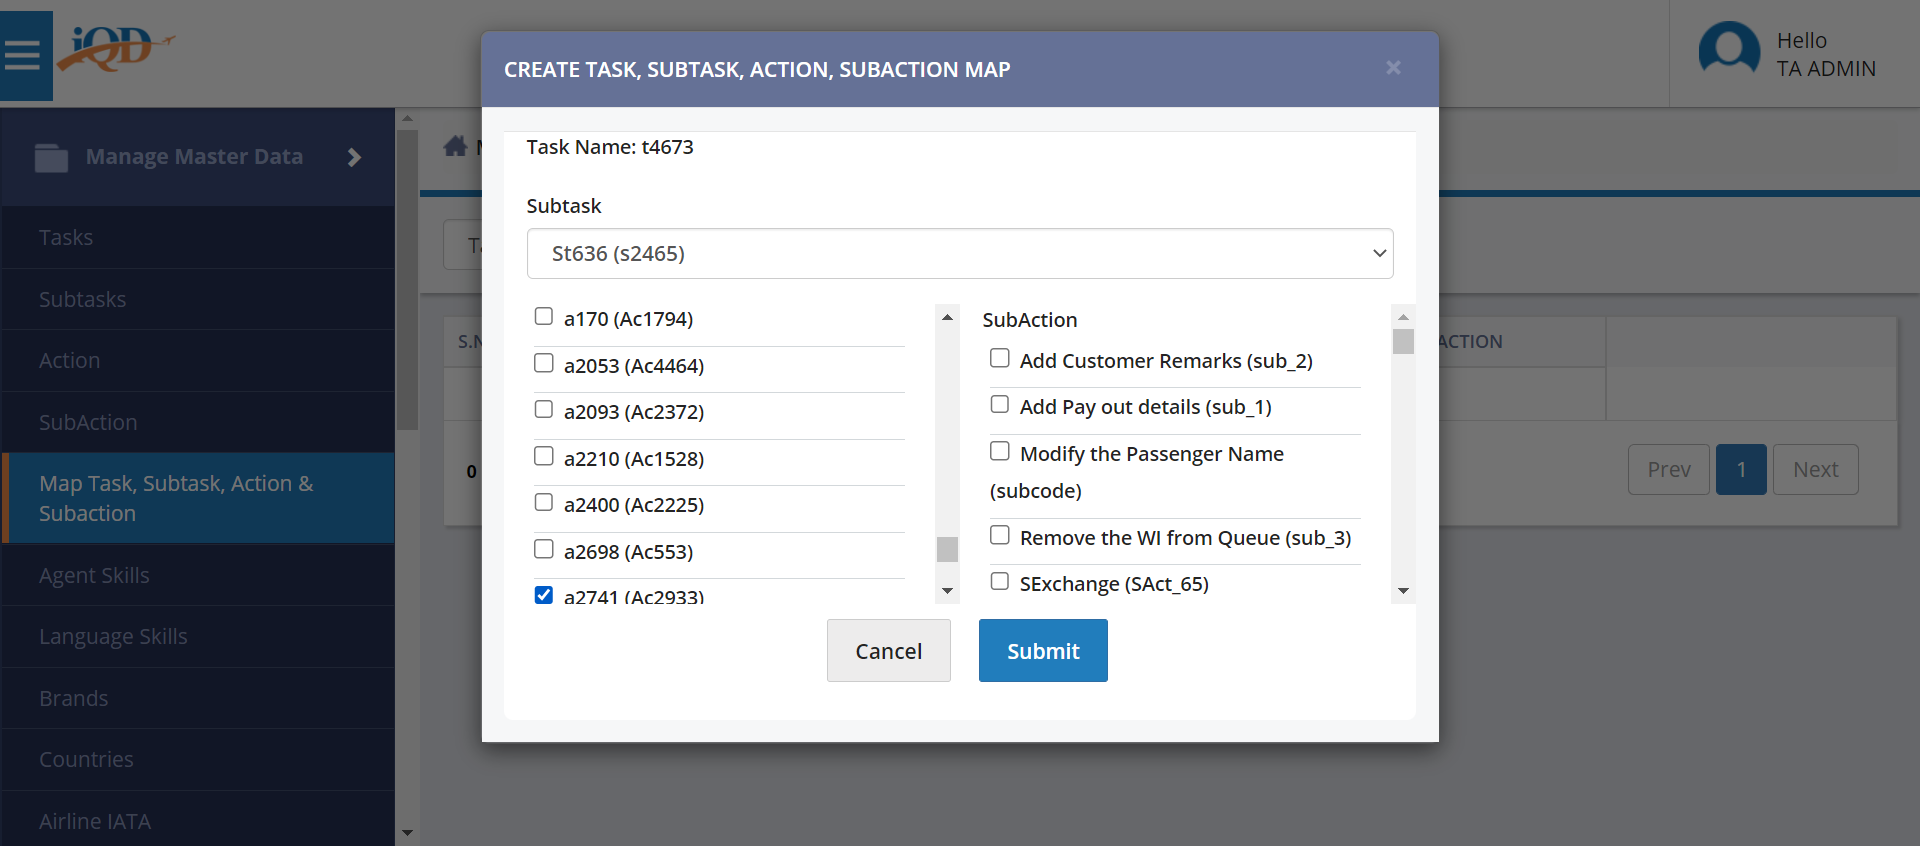 iQD
Hello
TA ADMIN
CREATE TASK, SUBTASK, ACTION, SUBACTION MAP
×
Manage Master Data
Tasks
Subtasks
Action
SubAction
Map Task, Subtask, Action &
Subaction
Agent Skills
Language Skills
Brands
Countries
Airline IATA
Task Name: t4673
Subtask
St636 (s2465)
a170 (Ac1794)
a2053 (Ac4464)
a2093 (Ac2372)
a2210 (Ac1528)
a2400 (Ac2225)
a2698 (Ac553)
a2741 (Ac2933)
SubAction
Add Customer Remarks (sub_2)
Add Pay out details (sub_1)
Modify the Passenger Name
(subcode)
Remove the WI from Queue (sub_3)
SExchange (SAct_65)
Cancel
Submit
ACTION
0
Prev
1
Next